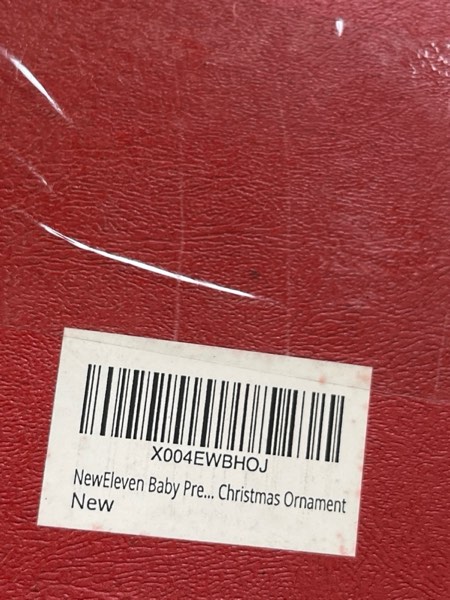 X004EWBHOJ
NewEleven Baby Pre... Christmas Ornament
New